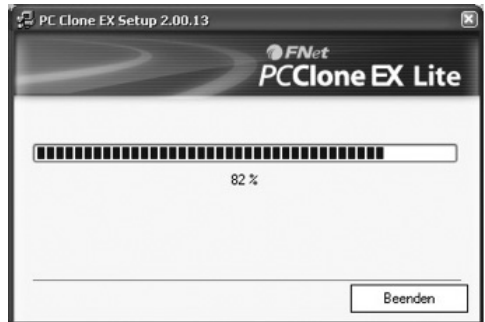 PC Clone EX Setup 2.00.13
FNet
PCClone EX Lite
82 %
Beenden